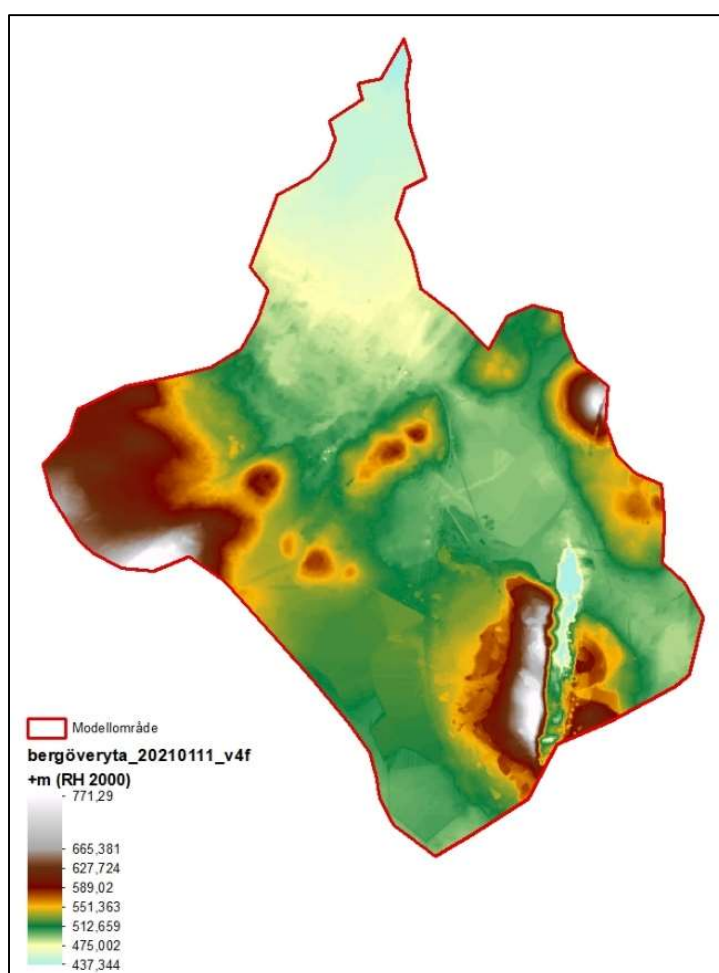 Modellområde
bergöveryta_20210111_v4f
+m (RH 2000)
771,29
665,381
627,724
589,02
551,363
512,659
475,002
437,344